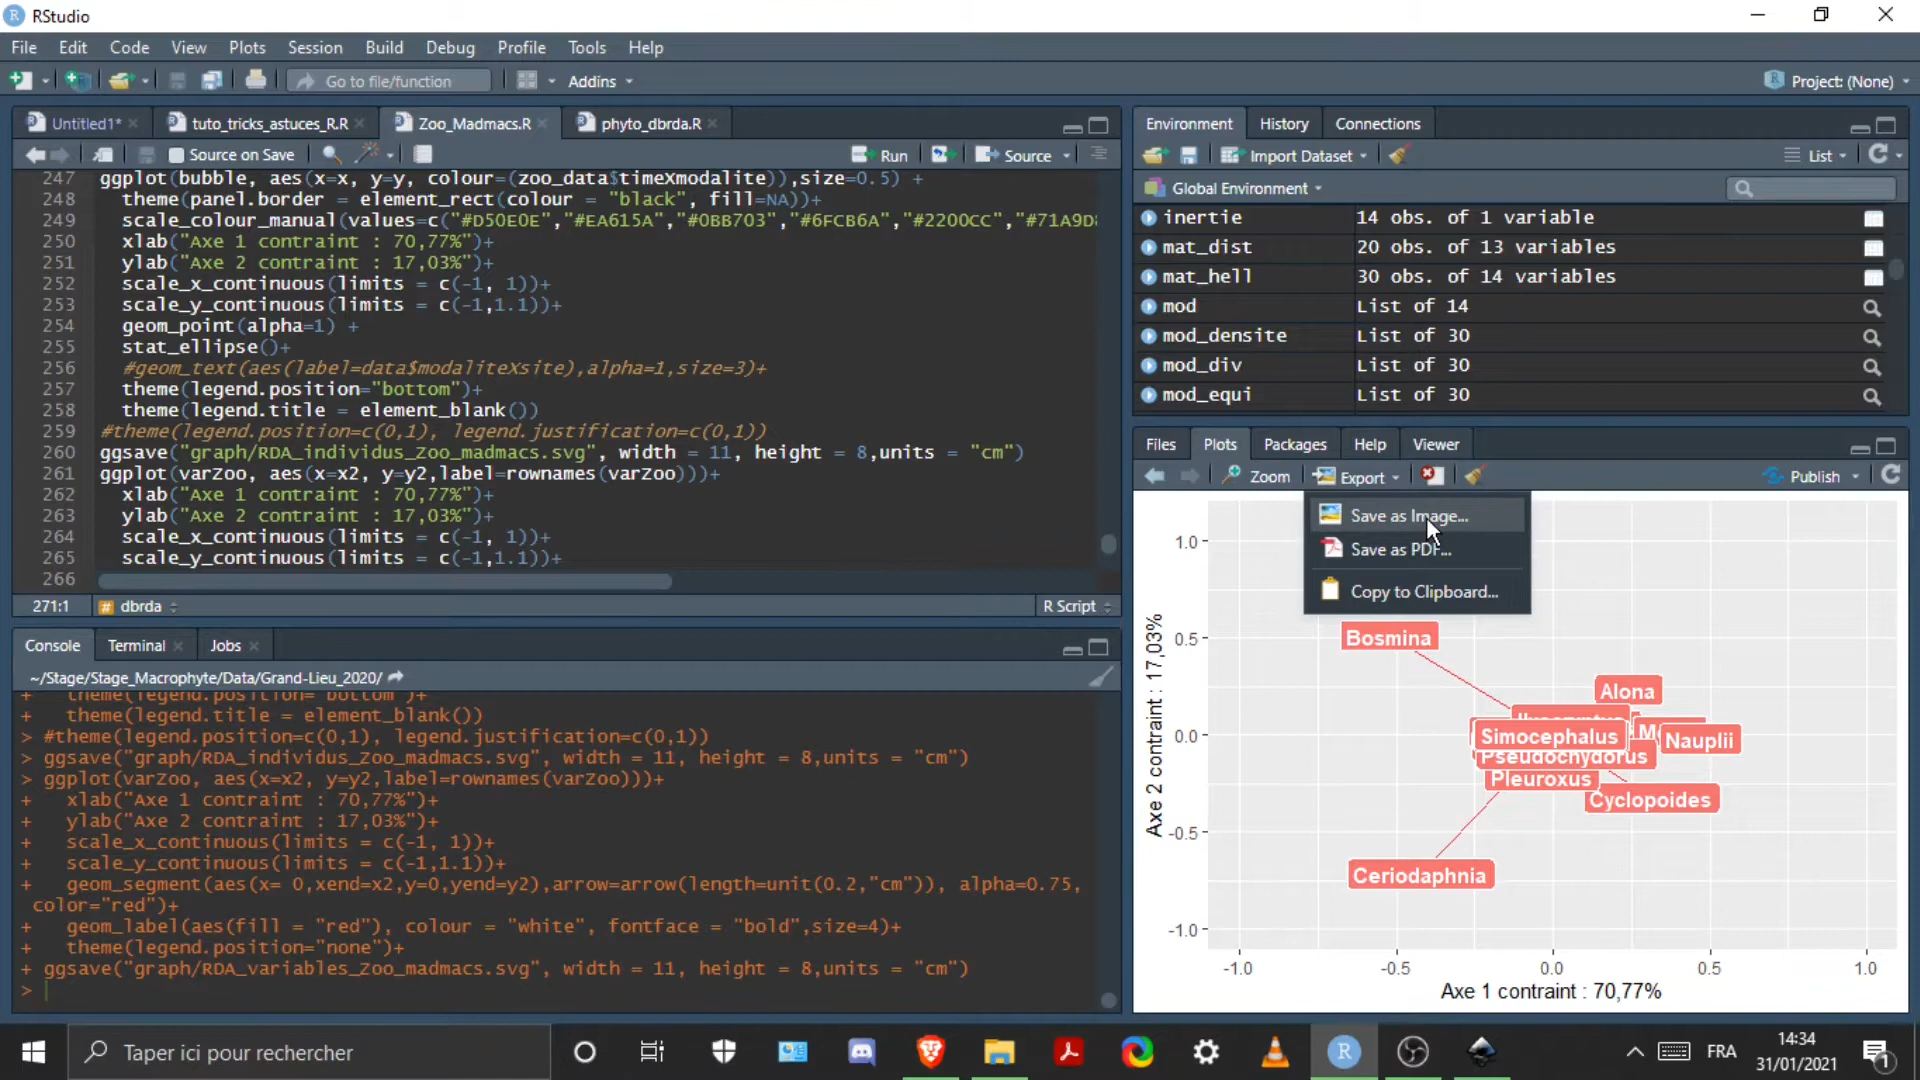 RStudio
File Edit Code View Plots Session Build Debug Profile Tools Help
Go to file/function Addins Project: (None)
Untitled1* tuto_tricks_astuces_R.R Zoo_Madmacs.R phyto_dbrda.R
Source on Save Run Source
247 ggplot(bubble, aes(x=x, y=y, colour=(zoo_data$timeXmodalite)),size=0.5) +
248 theme(panel.border = element_rect(colour = "black", fill=NA))+
249 scale_colour_manual(values=c("#D50E0E","#EA615A","#0BB703","#6FCB6A","#2200CC","#71A9D
250 xlab("Axe 1 contraint : 70,77%")+
251 ylab("Axe 2 contraint : 17,03%")+
252 scale_x_continuous(limits = c(-1, 1))+
253 scale_y_continuous(limits = c(-1,1.1))+
254 geom_point(alpha=1) +
255 stat_ellipse()+
256 #geom_text(aes(label=data$modaliteXsite),alpha=1,size=3)+
257 theme(legend.position="bottom")+
258 theme(legend.title = element_blank())
259 #theme(legend.position=c(0,1), legend.justification=c(0,1))
260 ggsave("graph/RDA_individus_Zoo_madmacs.svg", width = 11, height = 8,units = "cm")
261 ggplot(varZoo, aes(x=x2, y=y2,label=rownames(varZoo)))+
262 xlab("Axe 1 contraint : 70,77%")+
263 ylab("Axe 2 contraint : 17,03%")+
264 scale_x_continuous(limits = c(-1, 1))+
265 scale_y_continuous(limits = c(-1,1.1))+
266
271:1 # dbrda R Script
Console Terminal Jobs
~/Stage/Stage_Macrophyte/Data/Grand-Lieu_2020/
+ theme(legend.position="bottom")+
+ theme(legend.title = element_blank())
> #theme(legend.position=c(0,1), legend.justification=c(0,1))
> ggsave("graph/RDA_individus_Zoo_madmacs.svg", width = 11, height = 8,units = "cm")
> ggplot(varZoo, aes(x=x2, y=y2,label=rownames(varZoo)))+
+ xlab("Axe 1 contraint : 70,77%")+
+ ylab("Axe 2 contraint : 17,03%")+
+ scale_x_continuous(limits = c(-1, 1))+
+ scale_y_continuous(limits = c(-1,1.1))+
+ geom_segment(aes(x= 0,xend=x2,y=0,yend=y2),arrow=arrow(length=unit(0.2,"cm")), alpha=0.75,
color="red")+
+ geom_label(aes(fill = "red"), colour = "white", fontface = "bold",size=4)+
+ theme(legend.position="none")+
+ ggsave("graph/RDA_variables_Zoo_madmacs.svg", width = 11, height = 8,units = "cm")
>
Environment History Connections
Import Dataset List
Global Environment
inertie 14 obs. of 1 variable
mat_dist 20 obs. of 13 variables
mat_hell 30 obs. of 14 variables
mod List of 14
mod_densite List of 30
mod_div List of 30
mod_equi List of 30
Files Plots Packages Help Viewer
Zoom Export Publish
Save as Image...
Save as PDF...
Copy to Clipboard...
1.0
0.5
0.0
-0.5
-1.0
Axe 2 contraint : 17,03%
Bosmina
Alona
Simocephalus
Nauplii
Pseudochydorus
Pleuroxus
Cyclopoides
Ceriodaphnia
-1.0 -0.5 0.0 0.5 1.0
Axe 1 contraint : 70,77%
Taper ici pour rechercher
FRA
14:34
31/01/2021
1